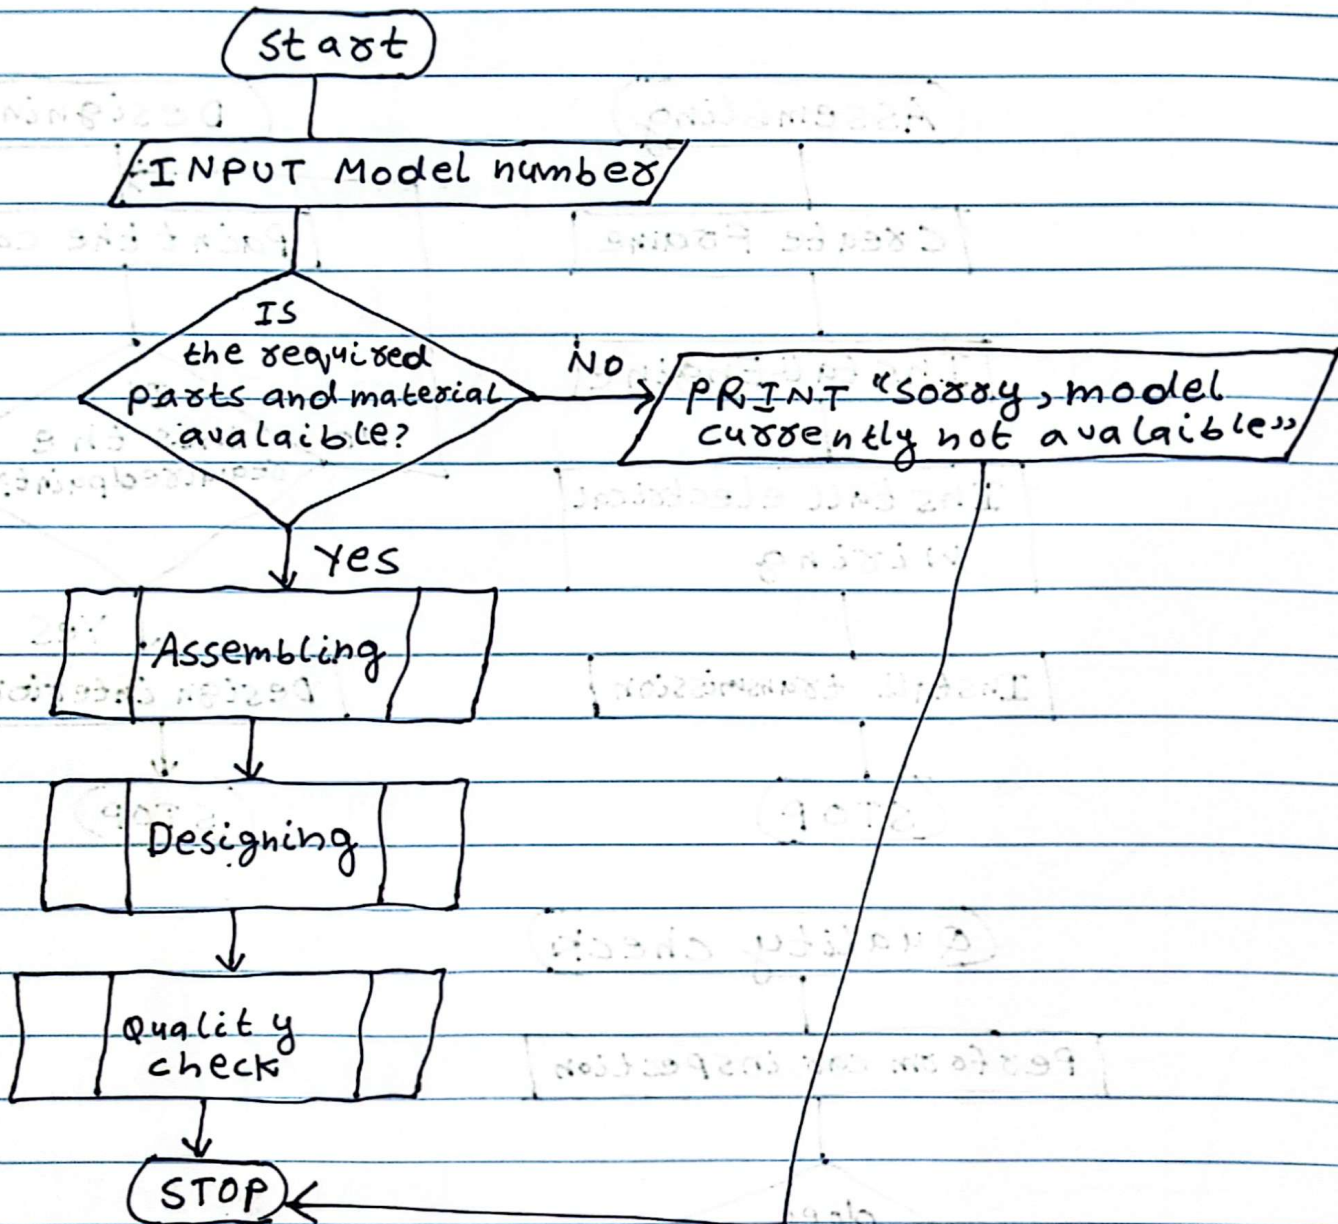 Start
INPUT Model number
IS
the required
parts and material
avalaible?
NO
PRINT "Sorry, model
currently not avalaible"
Yes
Assembling
Designing
Quality
check
STOP